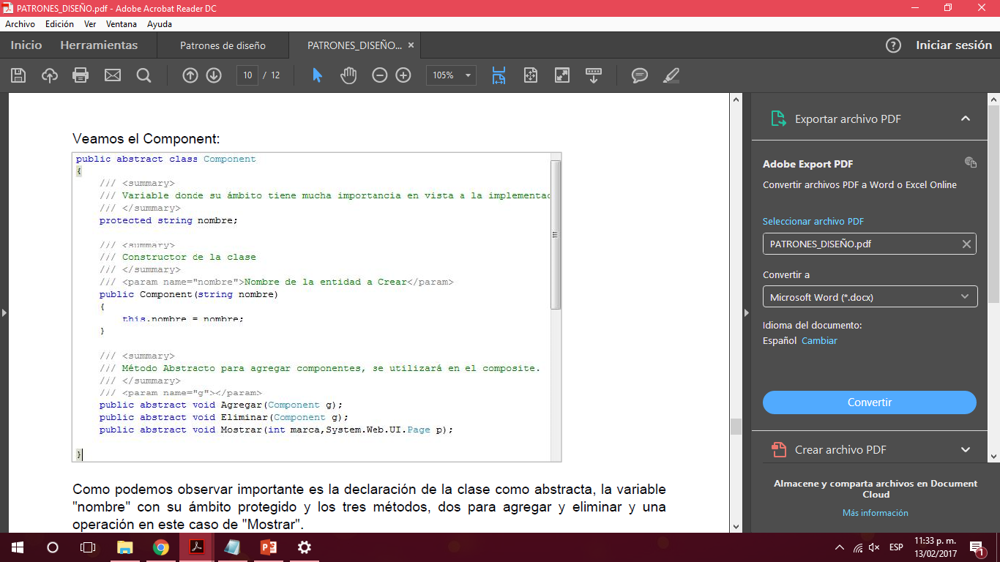 PATRONES_DISEÑO.pdf - Adobe Acrobat Reader DC
Archivo Edición Ver Ventana Ayuda
Inicio Herramientas Patrones de diseño PATRONES_DISEÑO... × Iniciar sesión
10 / 12 105%
Veamos el Component:
public abstract class Component
{
/// <summary>
/// Variable donde su ámbito tiene mucha importancia en vista a la implementac
/// </summary>
protected string nombre;
/// <summary>
/// Constructor de la clase
/// </summary>
/// <param name="nombre">Nombre de la entidad a Crear</param>
public Component(string nombre)
{
this.nombre = nombre;
}
/// <summary>
/// Método Abstracto para agregar componentes, se utilizará en el composite.
/// </summary>
/// <param name="g"></param>
public abstract void Agregar(Component g);
public abstract void Eliminar(Component g);
public abstract void Mostrar(int marca,System.Web.UI.Page p);
}
Como podemos observar importante es la declaración de la clase como abstracta, la variable
"nombre" con su ámbito protegido y los tres métodos, dos para agregar y eliminar y una
operación en este caso de "Mostrar".
Exportar archivo PDF
Adobe Export PDF
Convertir archivos PDF a Word o Excel Online
Seleccionar archivo PDF
PATRONES_DISEÑO.pdf
Convertir a
Microsoft Word (*.docx)
Idioma del documento:
Español Cambiar
Convertir
Crear archivo PDF
Almacene y comparta archivos en Document
Cloud
Más información
ESP
11:33 p. m.
13/02/2017
1